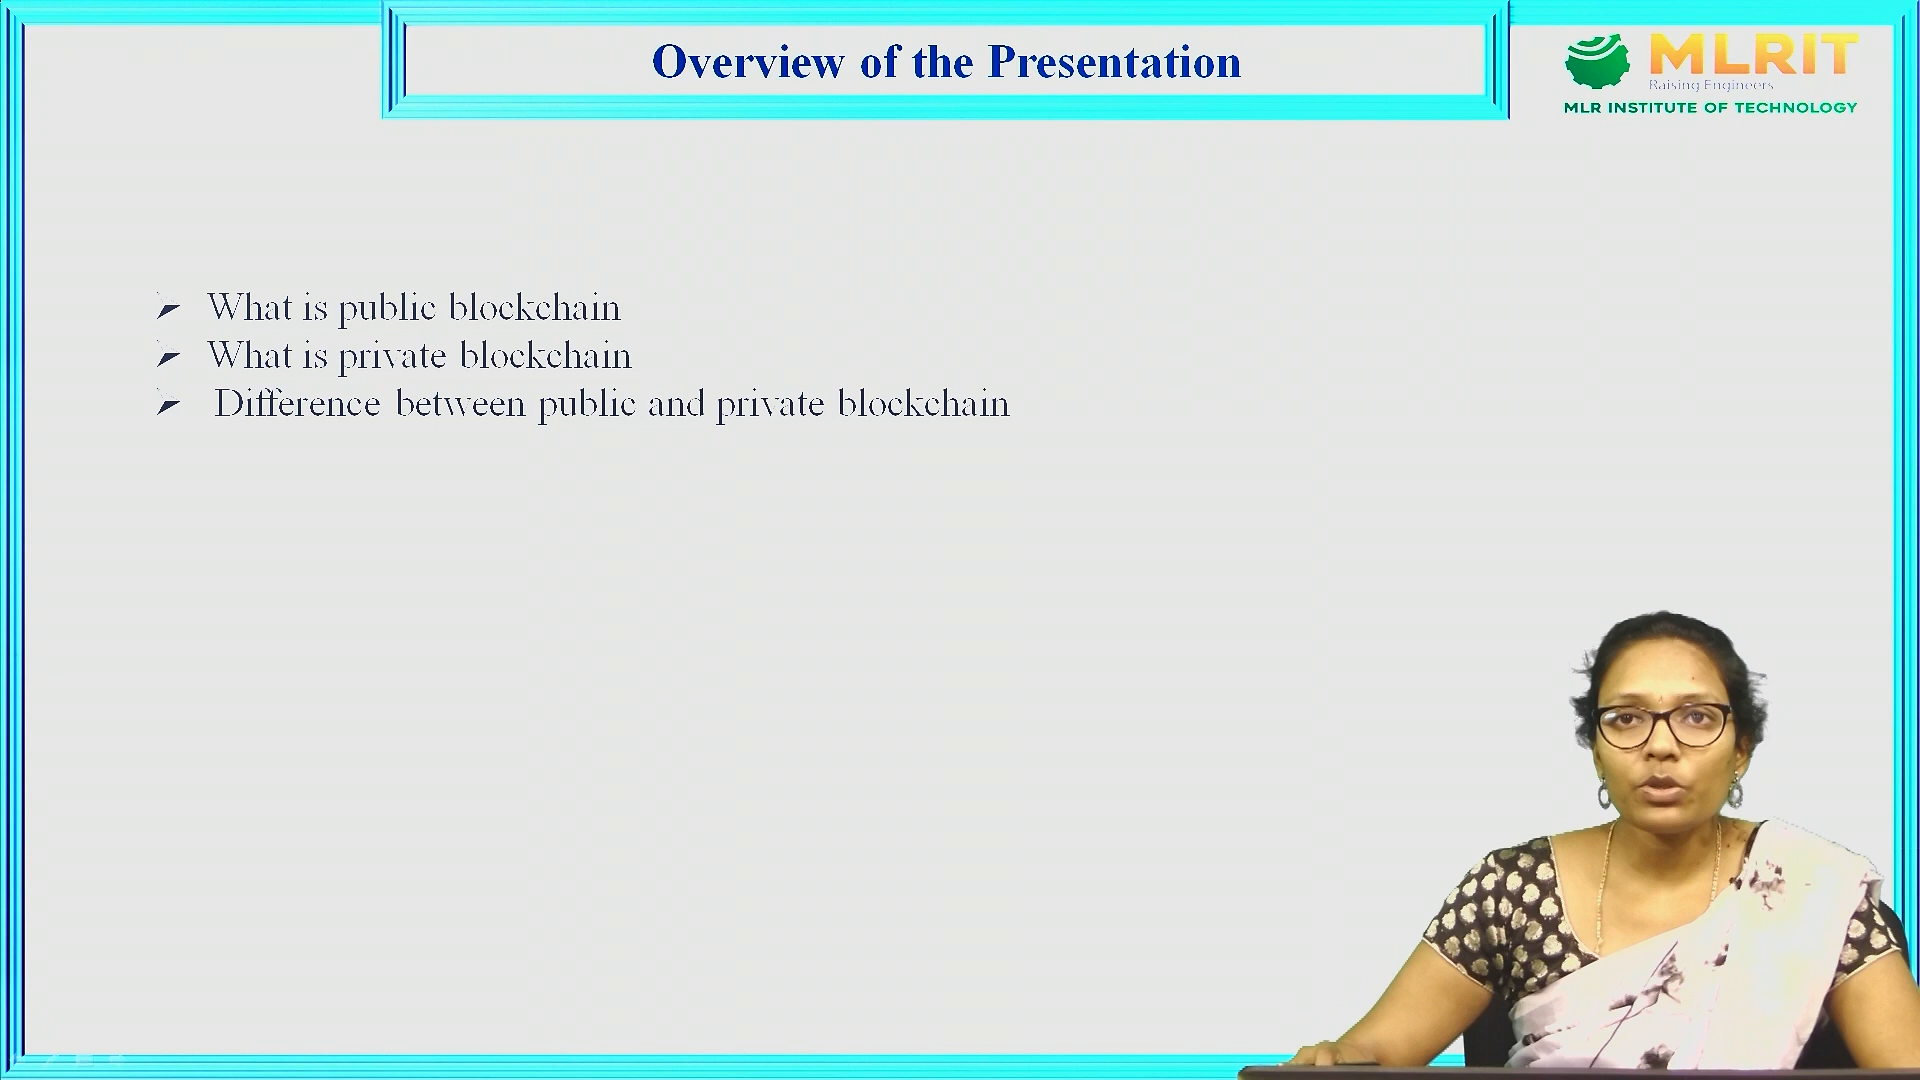 Overview of the Presentation
MLRIT
Raising Engineers
MLR INSTITUTE OF TECHNOLOGY
➢ What is public blockchain
➢ What is private blockchain
➢ Difference between public and private blockchain